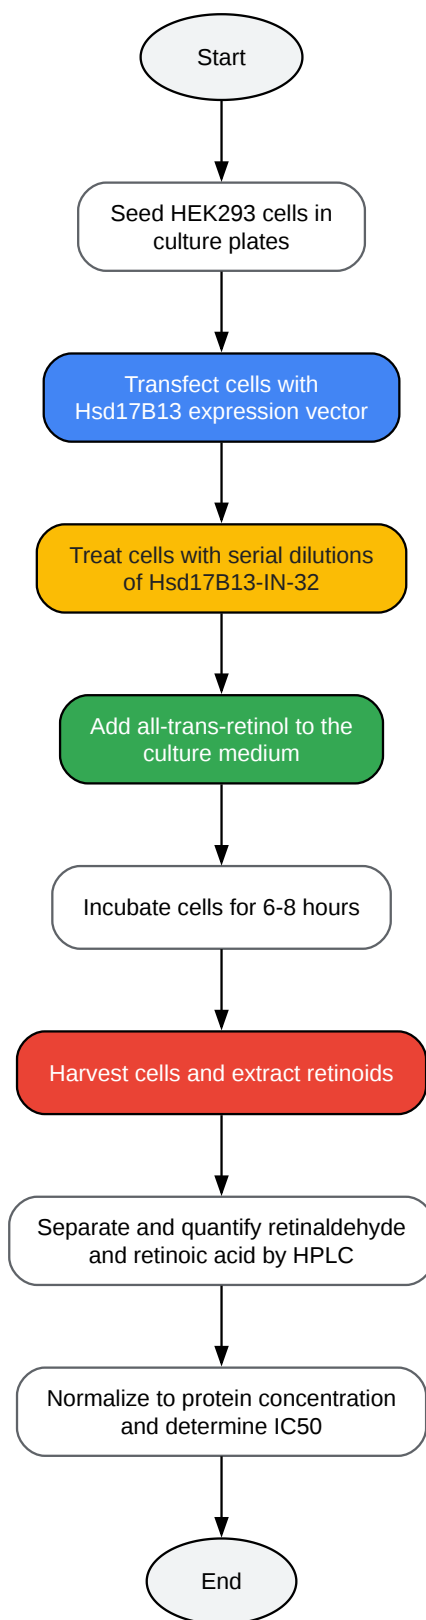 Start
Seed HEK293 cells in
culture plates
Transfect cells with
Hsd17B13 expression vector
Treat cells with serial dilutions
of Hsd17B13-IN-32
Add all-trans-retinol to the
culture medium
Incubate cells for 6-8 hours
Harvest cells and extract retinoids
Separate and quantify retinaldehyde
and retinoic acid by HPLC
Normalize to protein concentration
and determine IC50
End